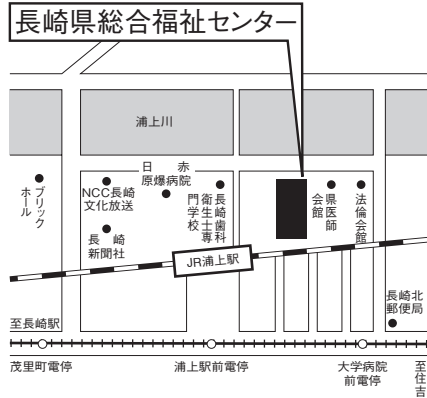 長崎県総合福祉センター
浦上川
ブリック
ホール
NCC長崎
文化放送
長崎
新聞社
日赤
原爆病院
長崎歯科
衛生士専
門学校
県医師
会館
法倫会館
JR浦上駅
長崎北
郵便局
至長崎駅
茂里町電停
浦上駅前電停
大学病院
前電停
至住吉